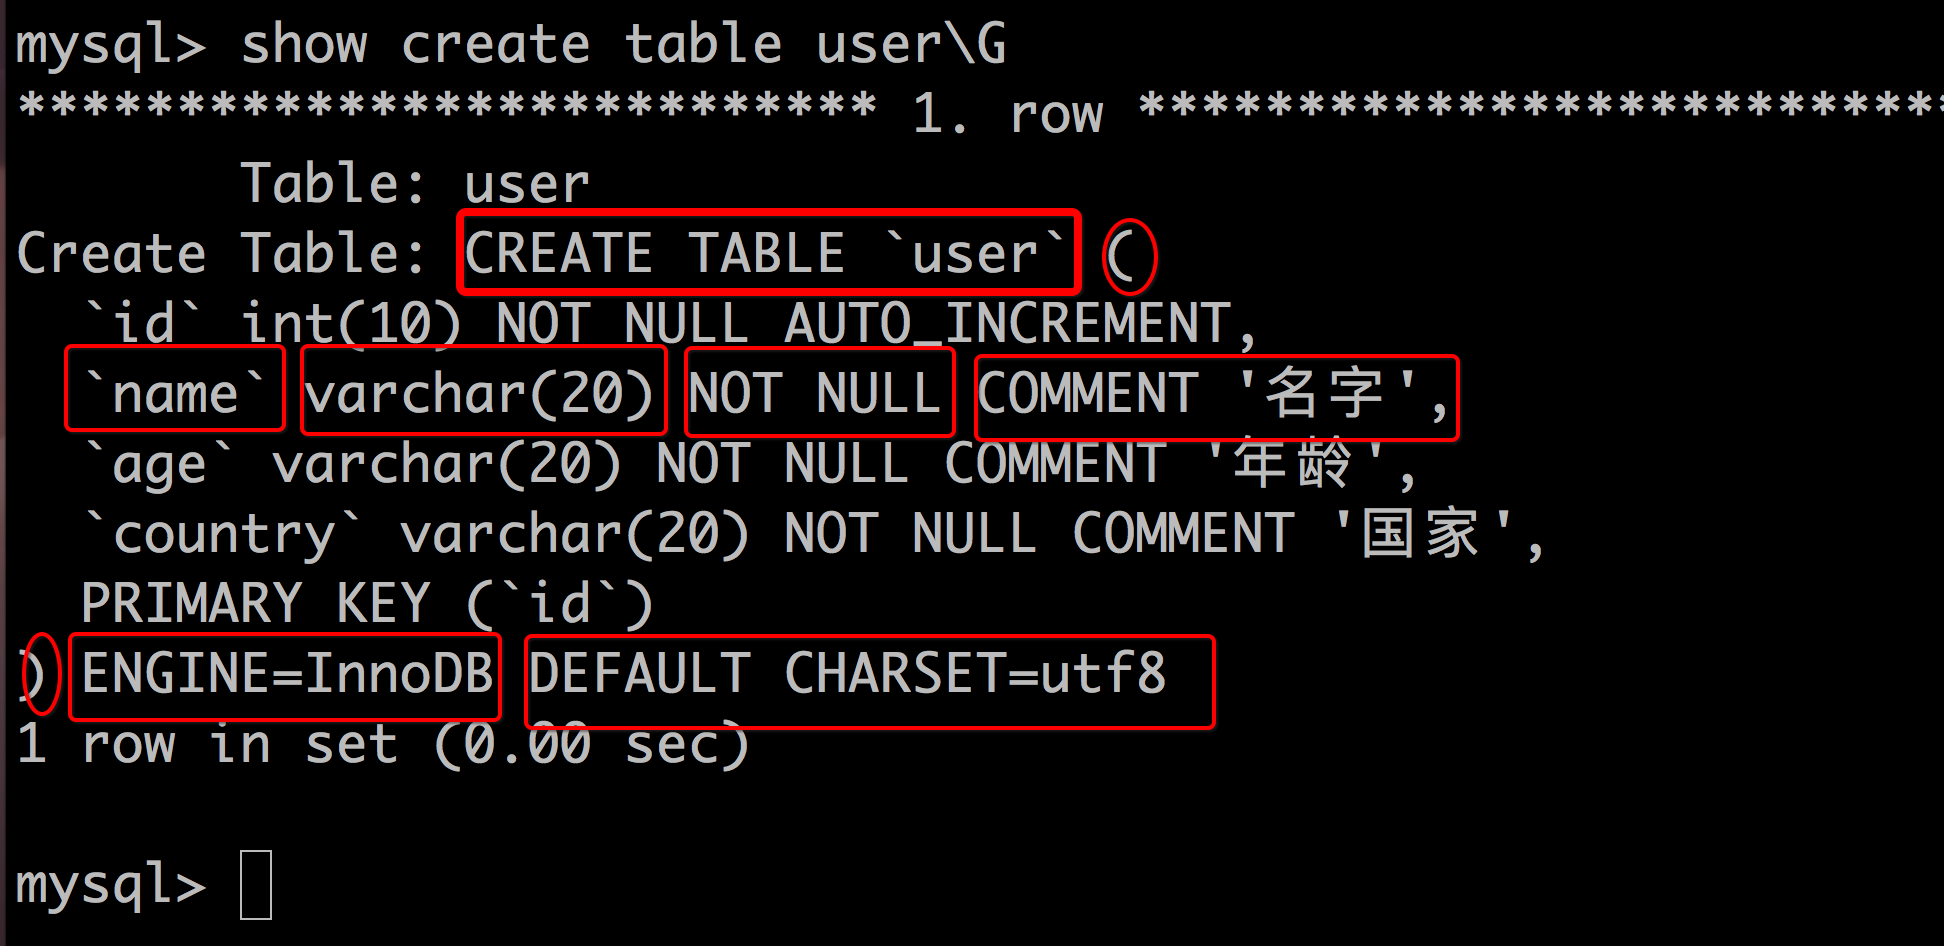 mysql> show create table user\G
*************************** 1. row **************************
Table: user
Create Table: CREATE TABLE `user` (
`id` int(10) NOT NULL AUTO_INCREMENT,
`name` varchar(20) NOT NULL COMMENT '名字',
`age` varchar(20) NOT NULL COMMENT '年龄',
`country` varchar(20) NOT NULL COMMENT '国家',
PRIMARY KEY (`id`)
) ENGINE=InnoDB DEFAULT CHARSET=utf8
1 row in set (0.00 sec)
mysql>